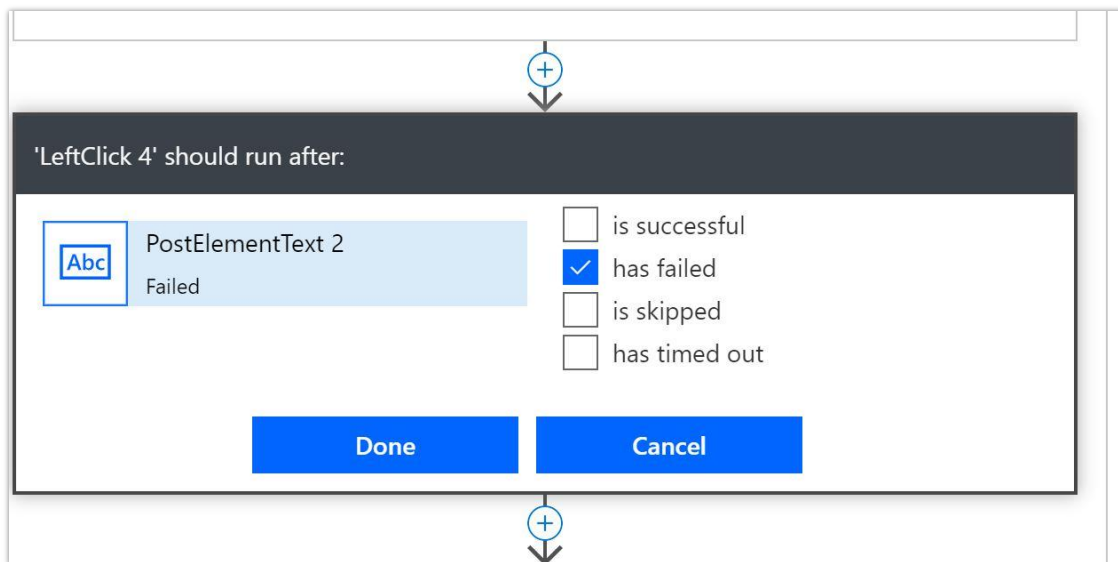 'LeftClick 4' should run after:
Abc
PostElementText 2
Failed
is successful
has failed
is skipped
has timed out
Done
Cancel